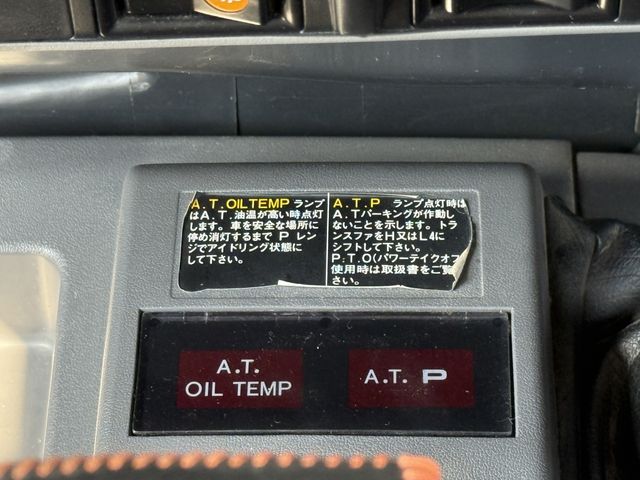 A.T.OILTEMP ランプ
はA.T.油温が高い時点灯
します。車を安全な場所に
停め消灯するまで P レン
ジでアイドリング状態に
して下さい。
A.T.P ランプ点灯時は
A.Tパーキングが作動し
ないことを示します。トラ
ンスファをH又はL4に
シフトして下さい。
P.T.O(パワーテイクオフ
使用時は取扱書をご覧
さい。
A.T.
OIL TEMP
A.T. P